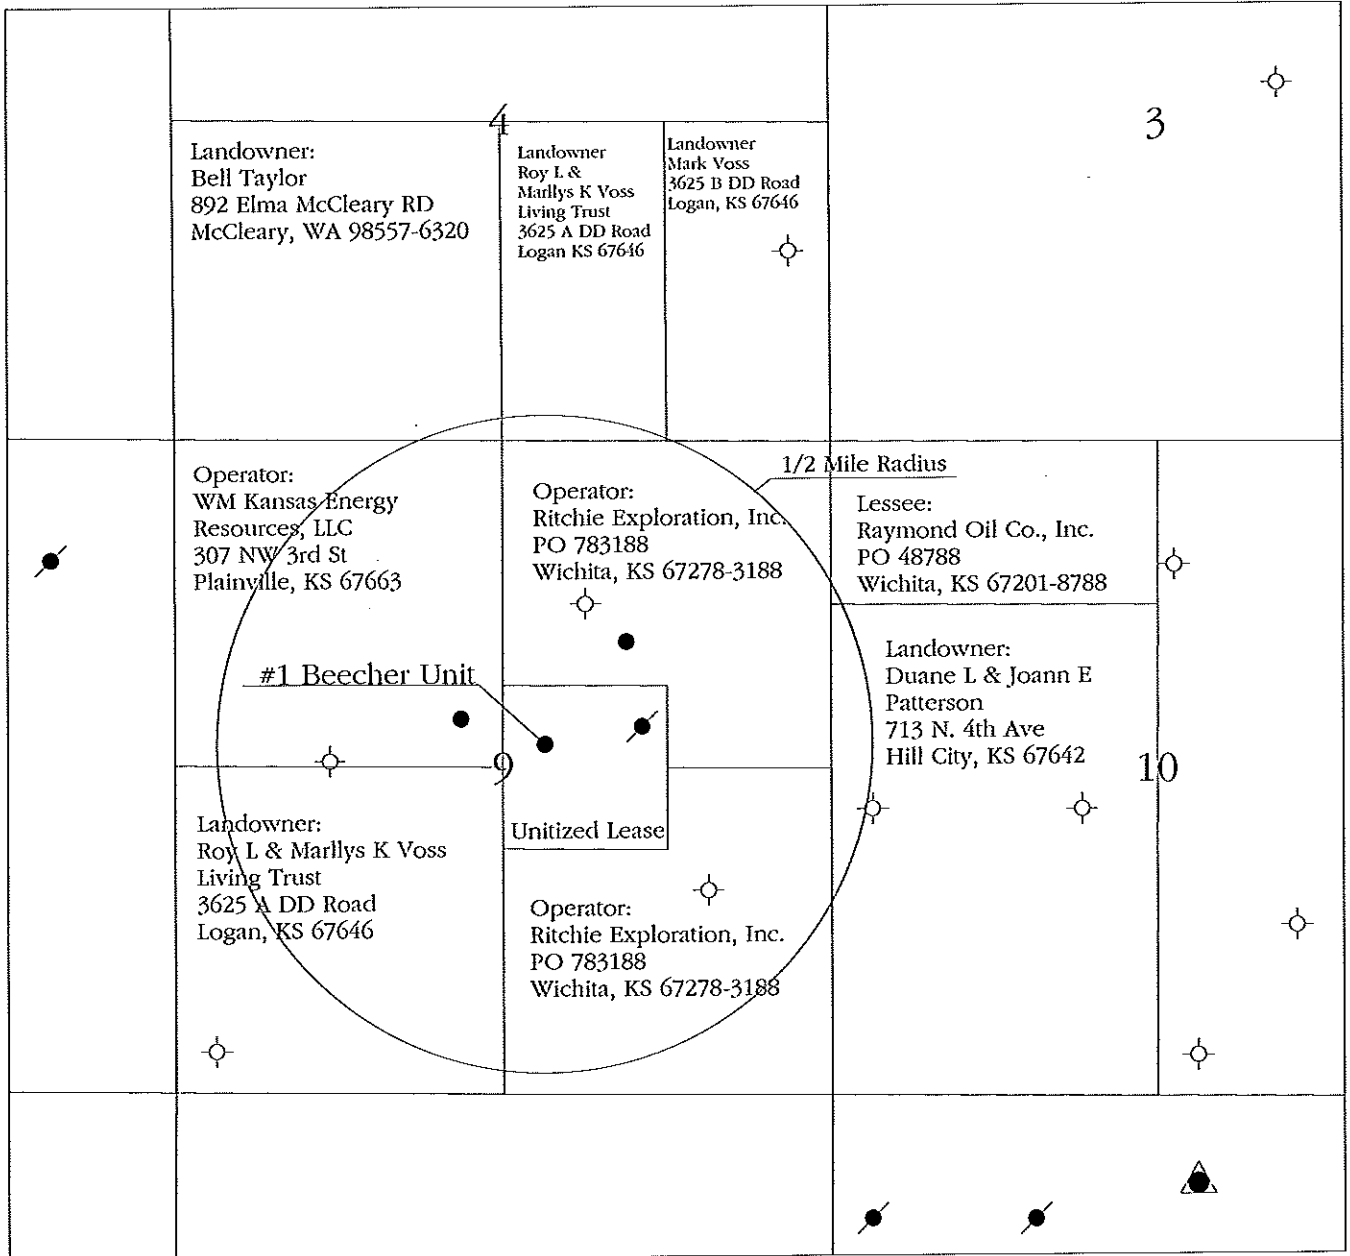 4
3
Landowner:
Bell Taylor
892 Elma McCleary RD
McCleary, WA 98557-6320
Landowner
Roy L &
Marllys K Voss
Living Trust
3625 A DD Road
Logan KS 67646
Landowner
Mark Voss
3625 B DD Road
Logan, KS 67646
1/2 Mile Radius
Operator:
WM Kansas Energy
Resources, LLC
307 NW 3rd St
Plainville, KS 67663
Operator:
Ritchie Exploration, Inc.
PO 783188
Wichita, KS 67278-3188
Lessee:
Raymond Oil Co., Inc.
PO 48788
Wichita, KS 67201-8788
#1 Beecher Unit
Landowner:
Duane L & Joann E
Patterson
713 N. 4th Ave
Hill City, KS 67642
9
10
Unitized Lease
Landowner:
Roy L & Marllys K Voss
Living Trust
3625 A DD Road
Logan, KS 67646
Operator:
Ritchie Exploration, Inc.
PO 783188
Wichita, KS 67278-3188